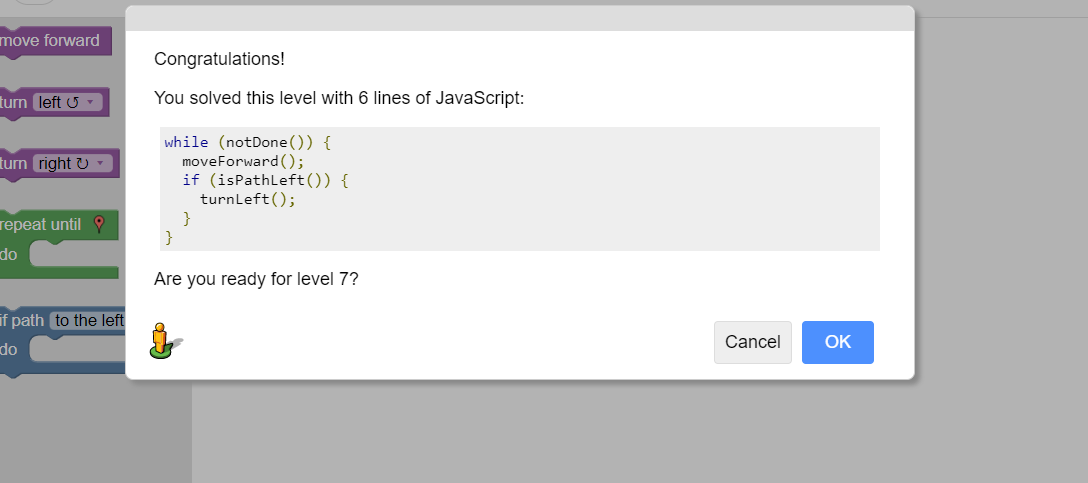 move forward
turn left ↺
turn right ↻
repeat until
do
if path to the left
do
Congratulations!
You solved this level with 6 lines of JavaScript:
while (notDone()) {
  moveForward();
  if (isPathLeft()) {
    turnLeft();
  }
}
Are you ready for level 7?
Cancel
OK